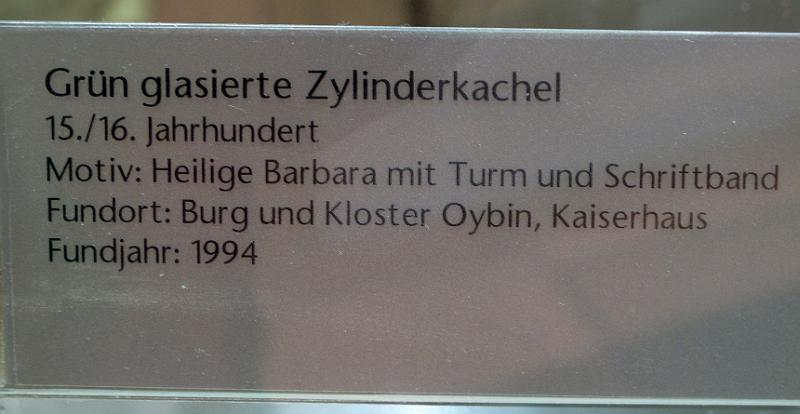 Grün glasierte Zylinderkachel
15./16. Jahrhundert
Motiv: Heilige Barbara mit Turm und Schriftband
Fundort: Burg und Kloster Oybin, Kaiserhaus
Fundjahr: 1994